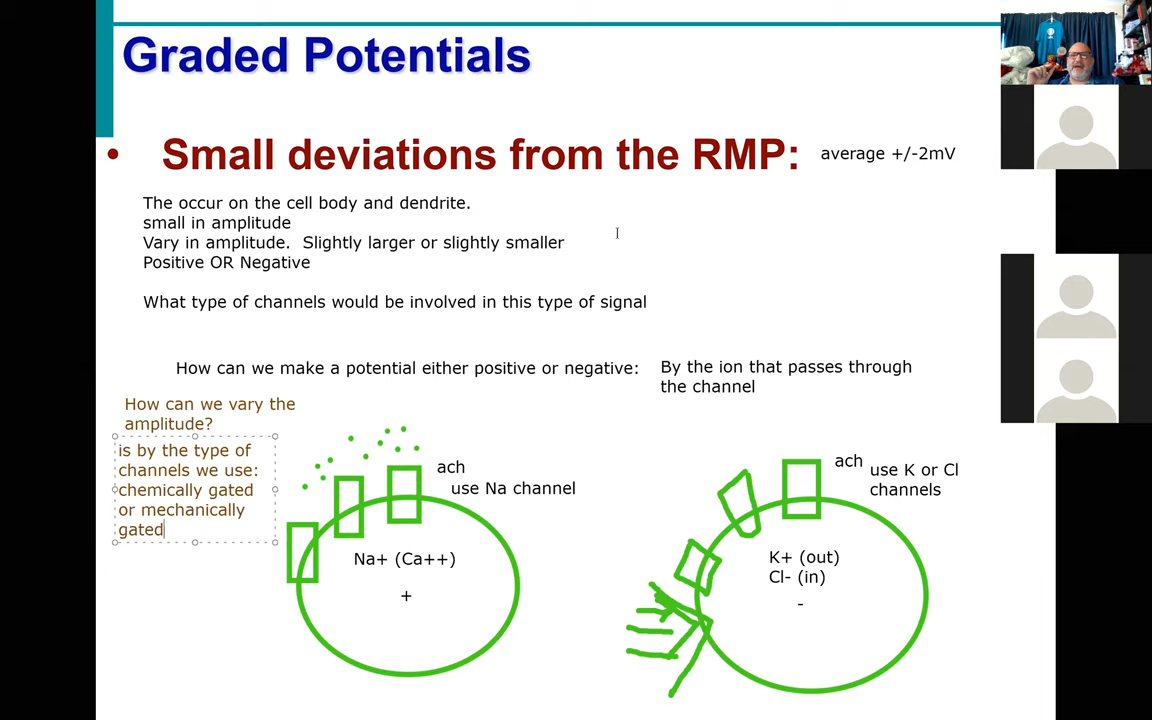 Graded Potentials
• Small deviations from the RMP: average +/-2mV
The occur on the cell body and dendrite.
small in amplitude
Vary in amplitude. Slightly larger or slightly smaller
Positive OR Negative
What type of channels would be involved in this type of signal
How can we make a potential either positive or negative:
By the ion that passes through
the channel
How can we vary the
amplitude?
is by the type of
channels we use:
chemically gated
or mechanically
gated
ach
use Na channel
Na+ (Ca++)
+
ach
use K or Cl
channels
K+ (out)
Cl- (in)
-